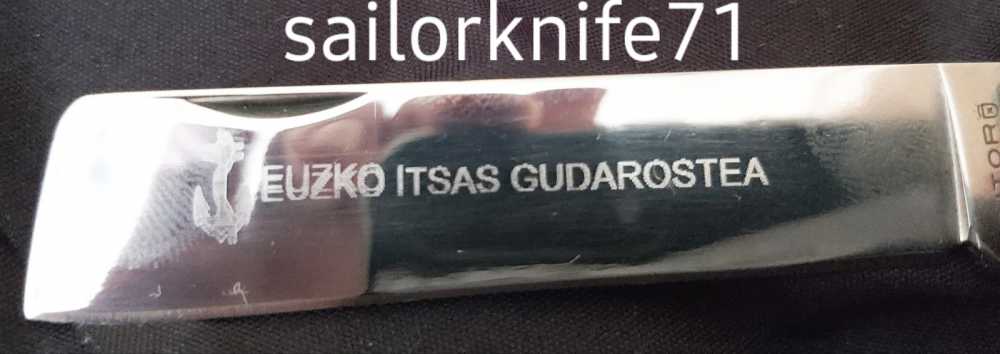 sailorknife71
EUZKO ITSAS GUDAROSTEA